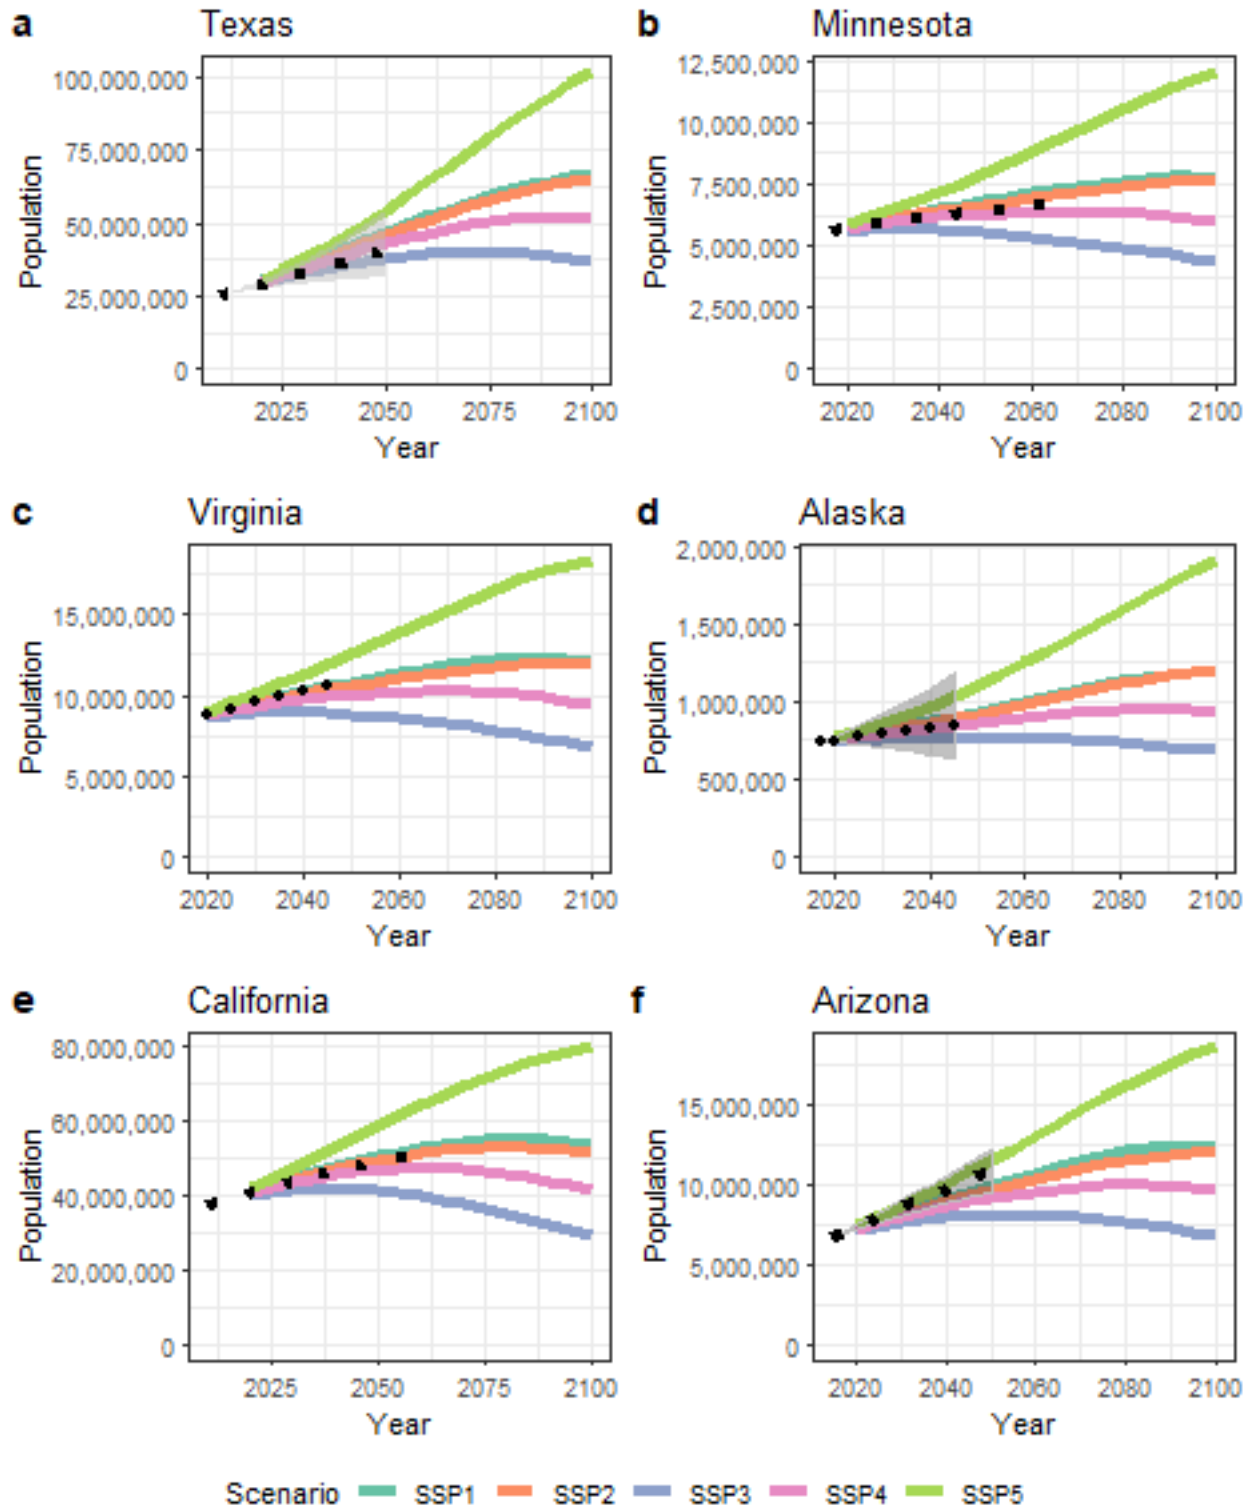 a Texas
Population
100,000,000
75,000,000
50,000,000
25,000,000
0
2025 2050 2075 2100
Year
b Minnesota
Population
12,500,000
10,000,000
7,500,000
5,000,000
2,500,000
0
2020 2040 2060 2080 2100
Year
c Virginia
Population
15,000,000
10,000,000
5,000,000
0
2020 2040 2060 2080 2100
Year
d Alaska
Population
2,000,000
1,500,000
1,000,000
500,000
0
2020 2040 2060 2080 2100
Year
e California
Population
80,000,000
60,000,000
40,000,000
20,000,000
0
2025 2050 2075 2100
Year
f Arizona
Population
15,000,000
10,000,000
5,000,000
0
2020 2040 2060 2080 2100
Year
Scenario SSP1 SSP2 SSP3 SSP4 SSP5